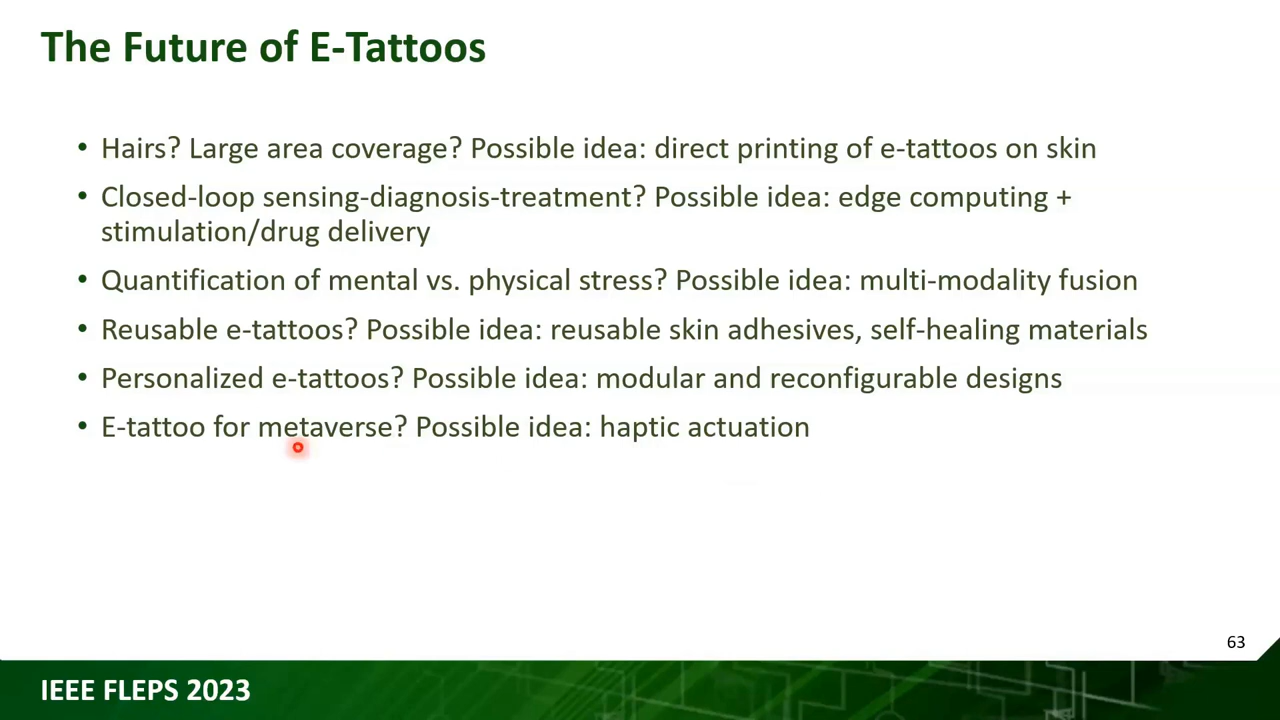 The Future of E-Tattoos
• Hairs? Large area coverage? Possible idea: direct printing of e-tattoos on skin
• Closed-loop sensing-diagnosis-treatment? Possible idea: edge computing +
stimulation/drug delivery
• Quantification of mental vs. physical stress? Possible idea: multi-modality fusion
• Reusable e-tattoos? Possible idea: reusable skin adhesives, self-healing materials
• Personalized e-tattoos? Possible idea: modular and reconfigurable designs
• E-tattoo for metaverse? Possible idea: haptic actuation
63
IEEE FLEPS 2023